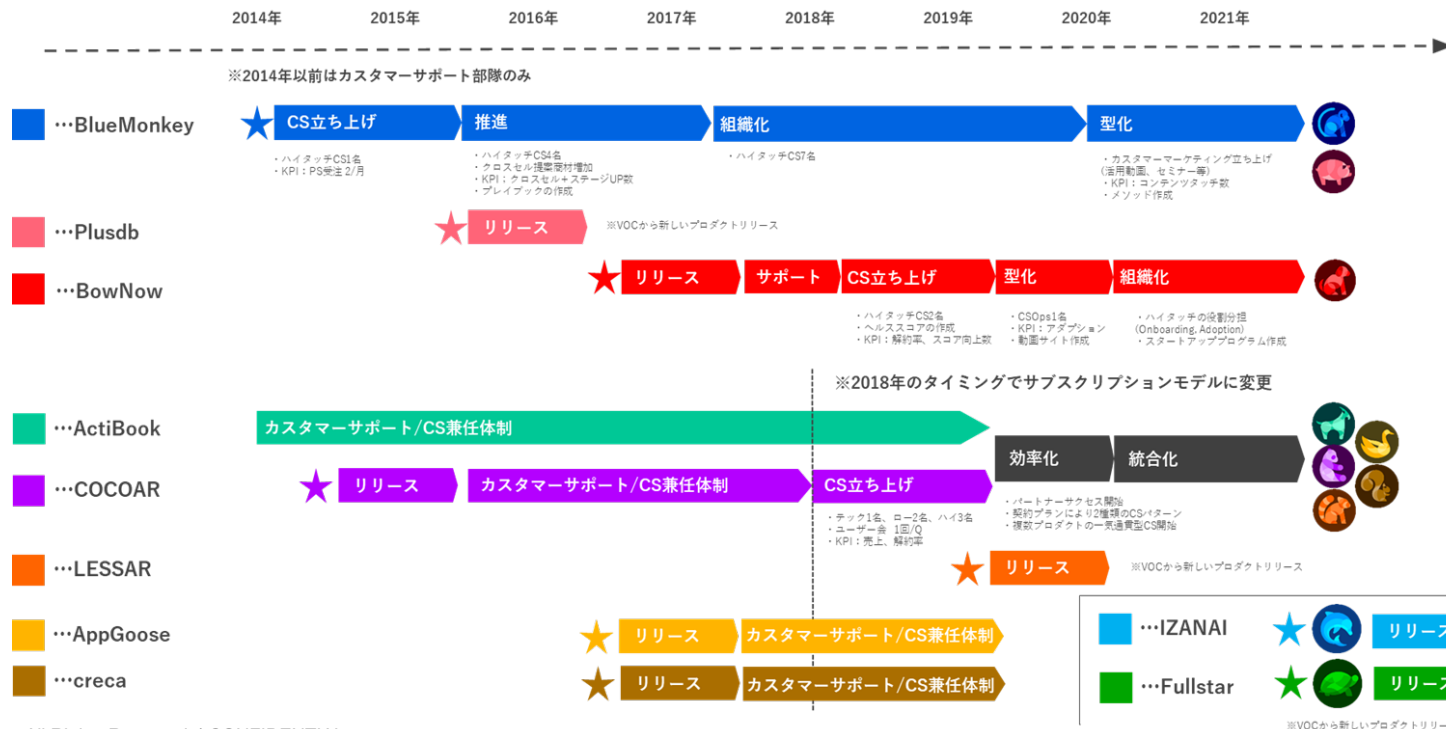 2014年 2015年 2016年 2017年 2018年 2019年 2020年 2021年
※2014年以前はカスタマーサポート部隊のみ
…BlueMonkey
CS立ち上げ
推進
組織化
型化
・ハイタッチCS1名
・KPI：PS受注 2/月
・ハイタッチCS4名
・クロスセル提案商材増加
・KPI：クロスセル+ステージUP数
・プレイブックの作成
・ハイタッチCS7名
・カスタマーマーケティング立ち上げ
(活用動画、セミナー等)
・KPI：コンテンツタッチ数
・メソッド作成
…Plusdb
リリース
※VOCから新しいプロダクトリリース
…BowNow
リリース
サポート
CS立ち上げ
型化
組織化
・ハイタッチCS2名
・ヘルススコアの作成
・KPI：解約率、スコア向上数
・CSOps1名
・KPI：アダプション
・動画サイト作成
・ハイタッチの役割分担
(Onboarding, Adoption)
・スタートアッププログラム作成
※2018年のタイミングでサブスクリプションモデルに変更
…ActiBook
カスタマーサポート/CS兼任体制
効率化
統合化
…COCOAR
リリース
カスタマーサポート/CS兼任体制
CS立ち上げ
・テック1名、ロー2名、ハイ3名
・ユーザー会 1回/Q
・KPI：売上、解約率
・パートナーサクセス開始
・契約プランにより2種類のCSパターン
・複数プロダクトの一気通貫型CS開始
…LESSAR
リリース
※VOCから新しいプロダクトリリース
…AppGoose
リリース
カスタマーサポート/CS兼任体制
…creca
リリース
カスタマーサポート/CS兼任体制
…IZANAI
リリース
…Fullstar
リリース
※VOCから新しいプロダクトリリー